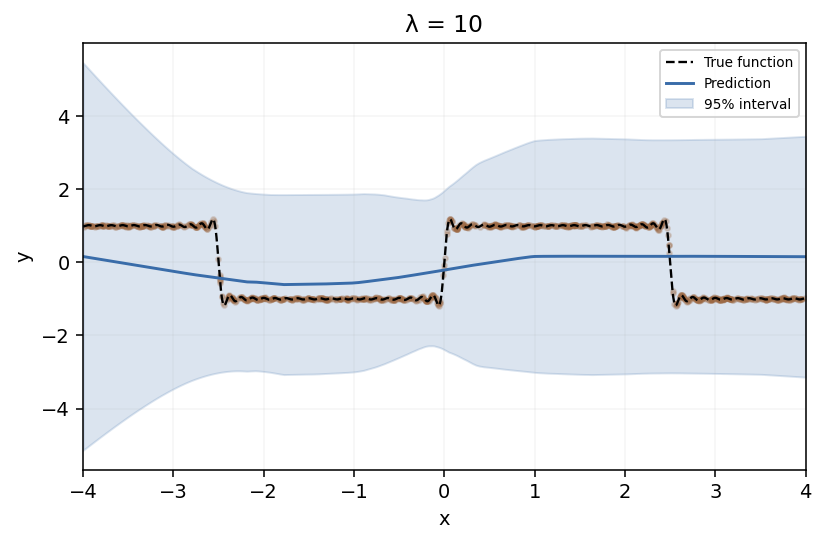 λ = 10
True function
Prediction
95% interval
y
4
2
0
−2
−4
−4 −3 −2 −1 0 1 2 3 4
x